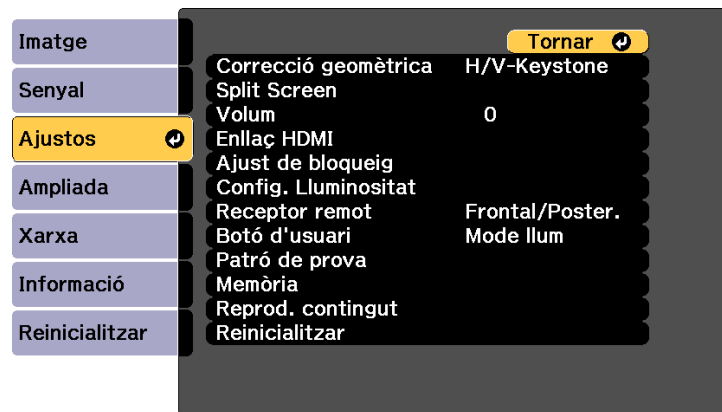 Imatge
Senyal
Ajustos
Ampliada
Xarxa
Informació
Reinicialitzar
Tornar
Correcció geomètrica H/V-Keystone
Split Screen
Volum 0
Enllaç HDMI
Ajust de bloqueig
Config. Lluminositat
Receptor remot Frontal/Poster.
Botó d'usuari Mode llum
Patró de prova
Memòria
Reprod. contingut
Reinicialitzar